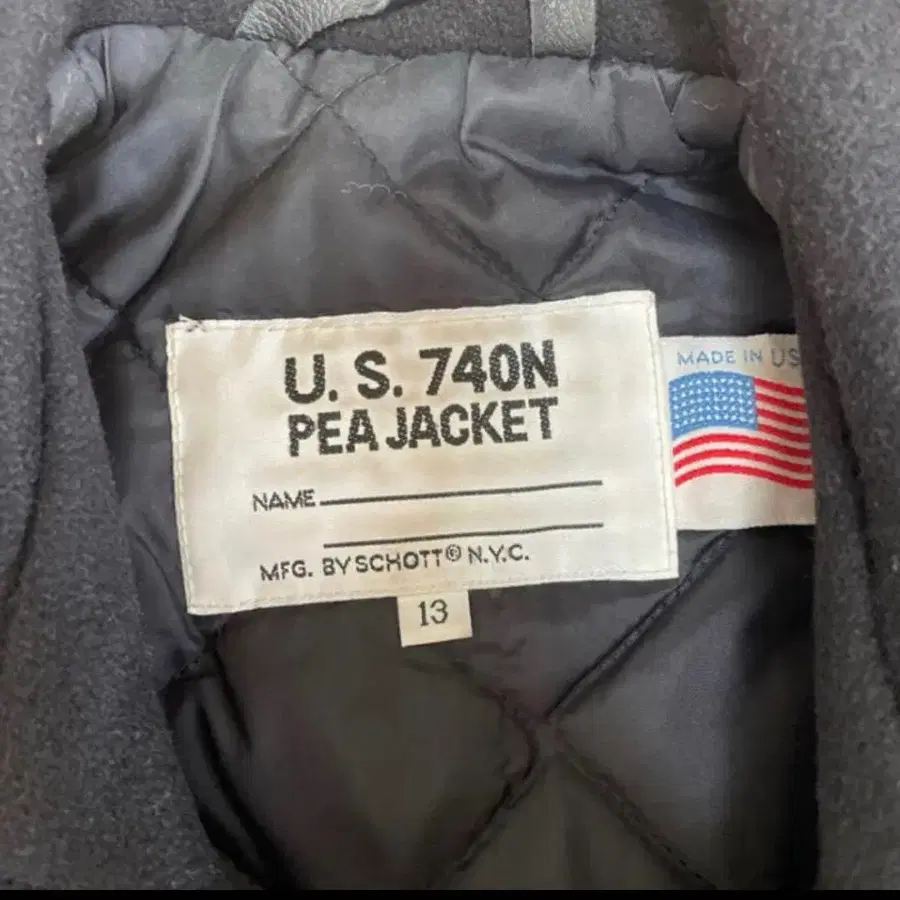 U. S. 740N
PEA JACKET
NAME
MFG. BY SCHOTT® N.Y.C.
13
MADE IN US